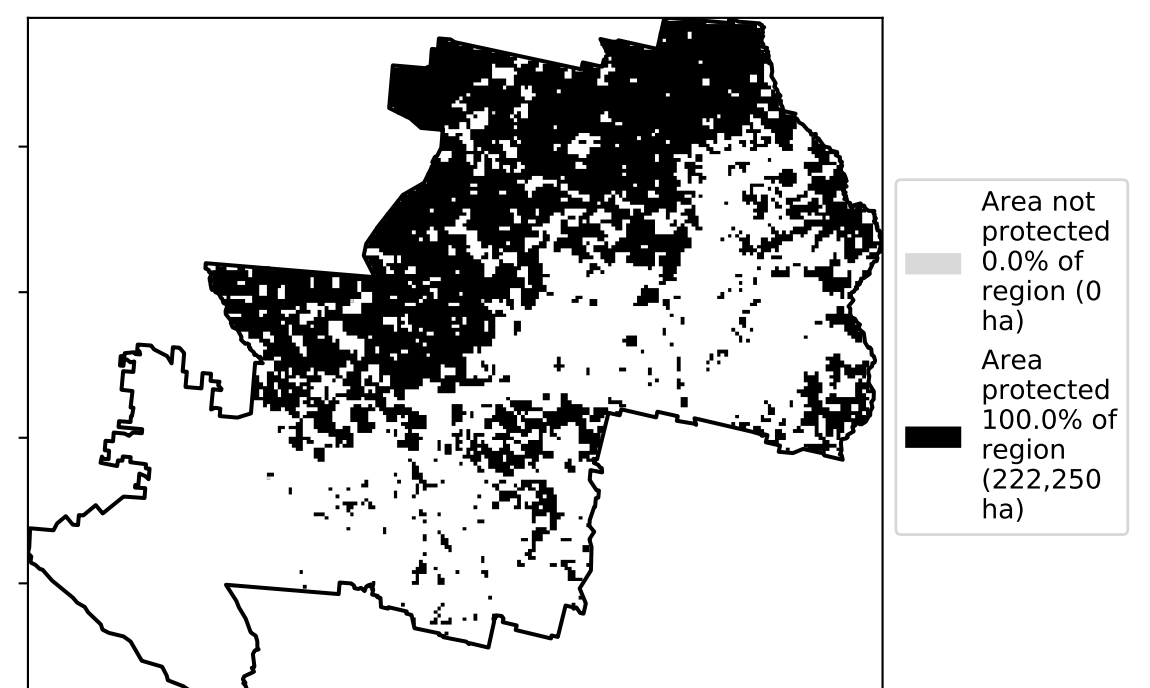 Area not
protected
0.0% of
region (0
ha)
Area
protected
100.0% of
region
(222,250
ha)